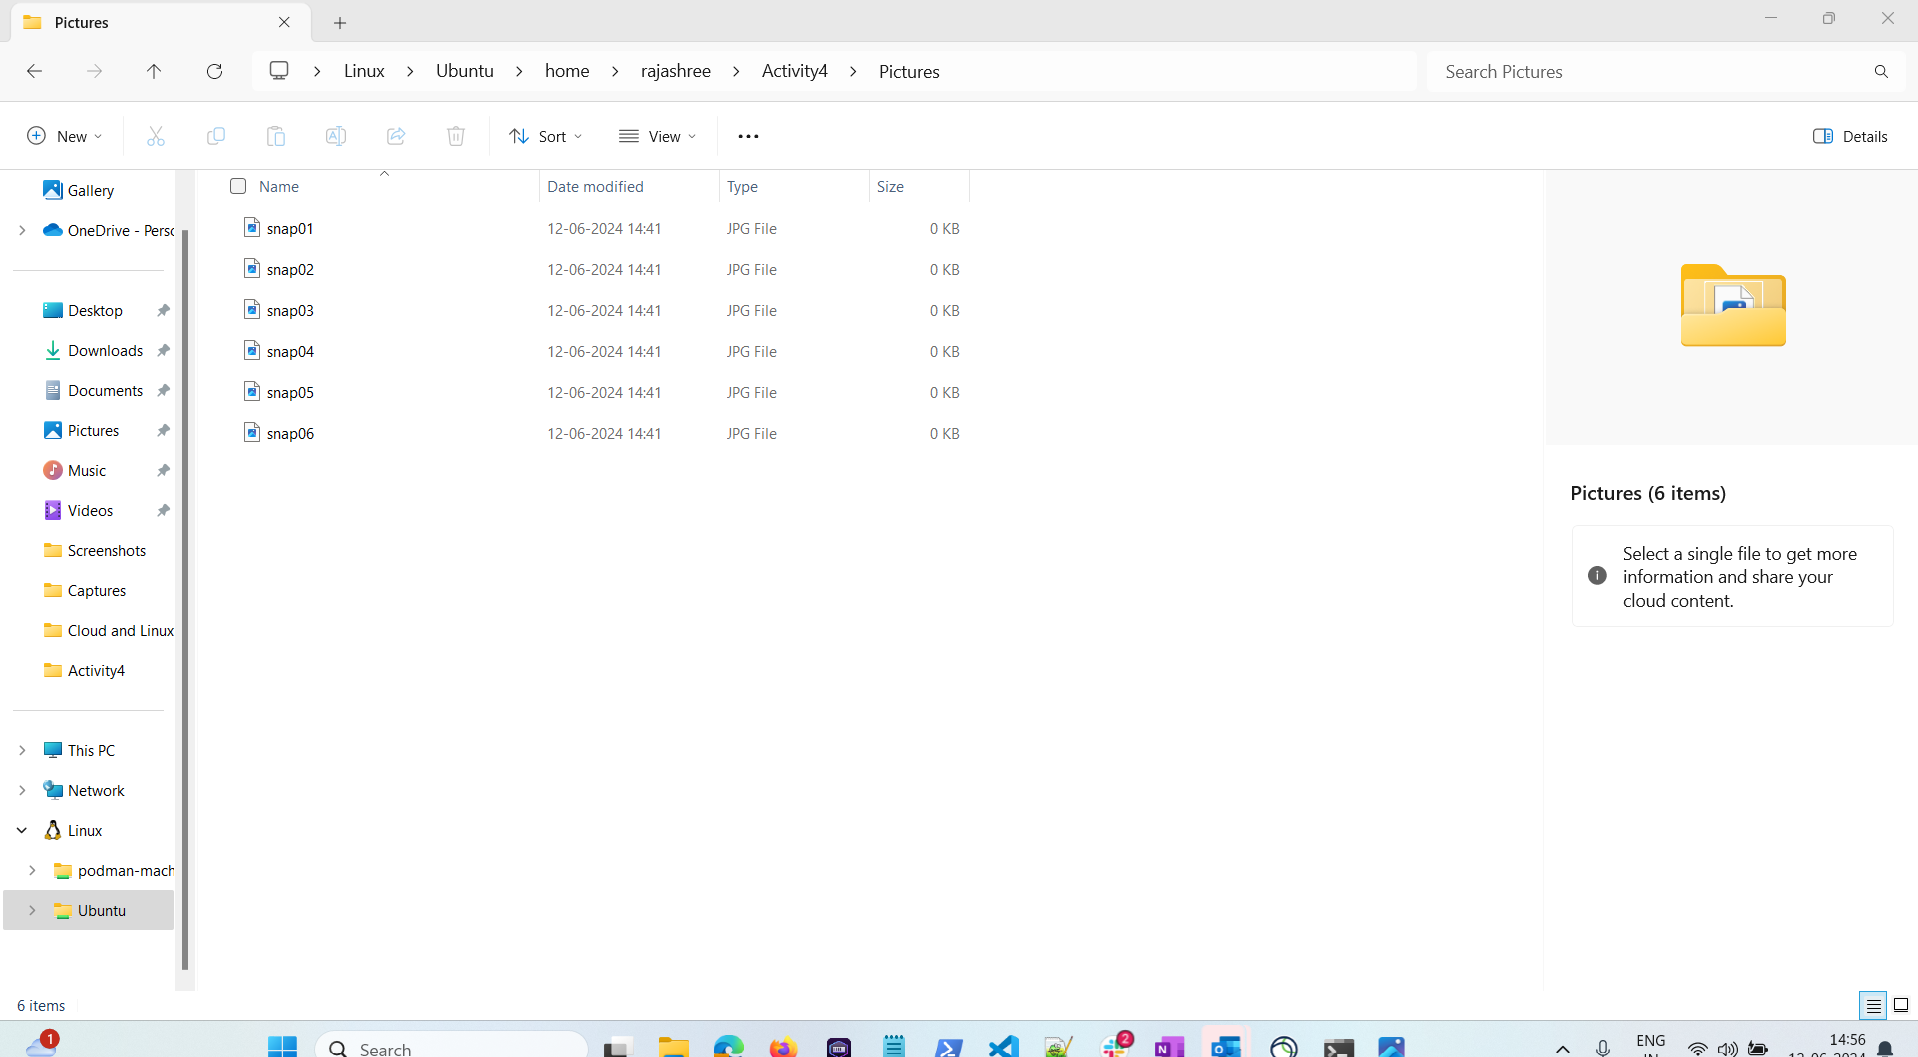 Pictures
Linux > Ubuntu > home > rajashree > Activity4 > Pictures
Search Pictures
New
Sort
View
Details
Gallery
OneDrive - Perso
Desktop
Downloads
Documents
Pictures
Music
Videos
Screenshots
Captures
Cloud and Linux
Activity4
This PC
Network
Linux
podman-mach
Ubuntu
Name Date modified Type Size
snap01 12-06-2024 14:41 JPG File 0 KB
snap02 12-06-2024 14:41 JPG File 0 KB
snap03 12-06-2024 14:41 JPG File 0 KB
snap04 12-06-2024 14:41 JPG File 0 KB
snap05 12-06-2024 14:41 JPG File 0 KB
snap06 12-06-2024 14:41 JPG File 0 KB
Pictures (6 items)
Select a single file to get more
information and share your
cloud content.
6 items
1
Search
2
ENG
IN
14:56
12-06-2024